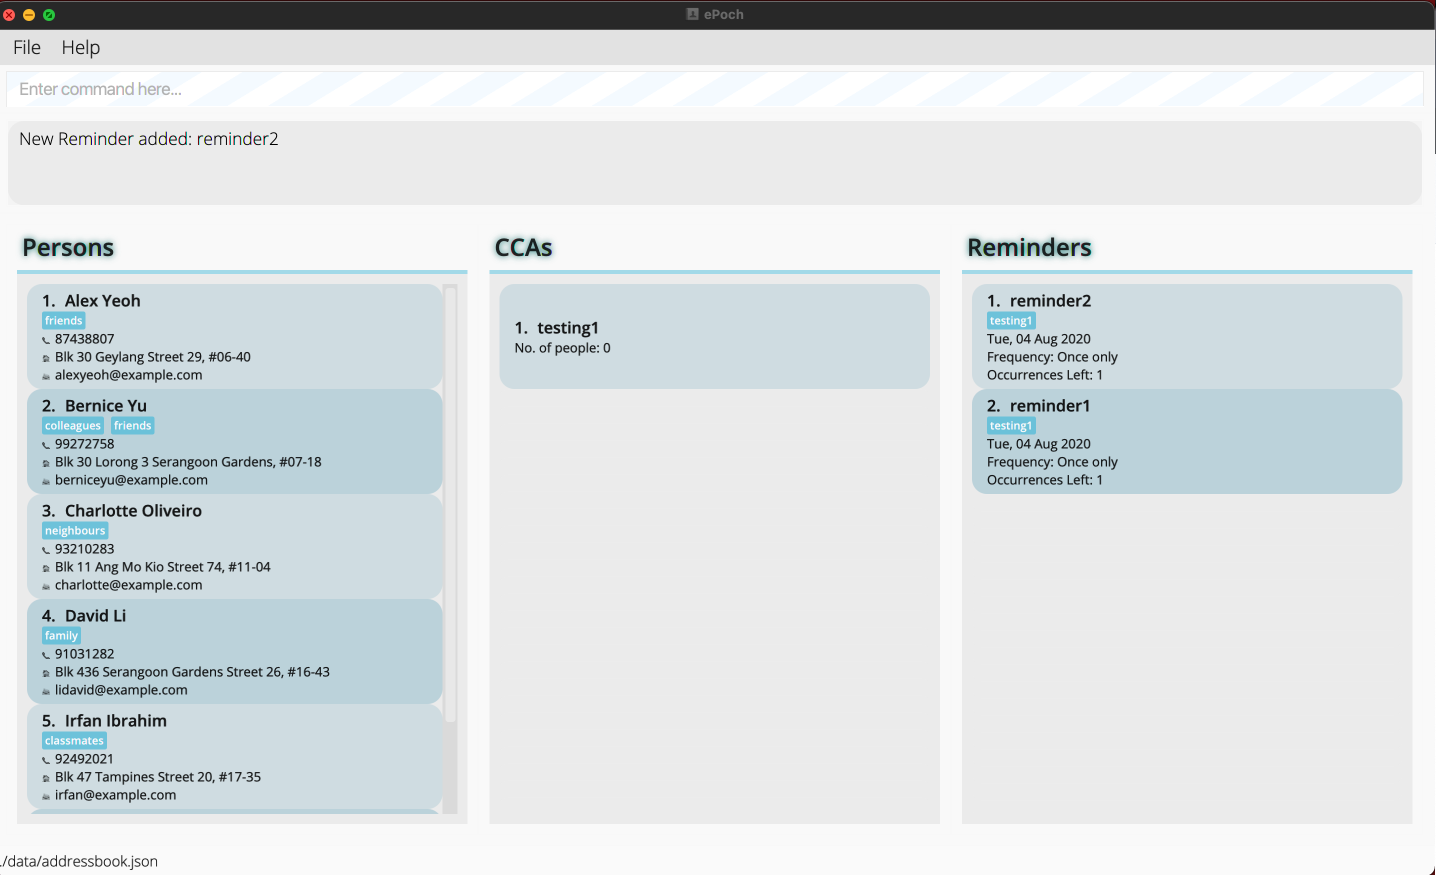 ePoch
File Help
Enter command here...
New Reminder added: reminder2
Persons
1. Alex Yeoh
friends
87438807
Blk 30 Geylang Street 29, #06-40
alexyeoh@example.com
2. Bernice Yu
colleagues friends
99272758
Blk 30 Lorong 3 Serangoon Gardens, #07-18
berniceyu@example.com
3. Charlotte Oliveiro
neighbours
93210283
Blk 11 Ang Mo Kio Street 74, #11-04
charlotte@example.com
4. David Li
family
91031282
Blk 436 Serangoon Gardens Street 26, #16-43
lidavid@example.com
5. Irfan Ibrahim
classmates
92492021
Blk 47 Tampines Street 20, #17-35
irfan@example.com
CCAs
1. testing1
No. of people: 0
Reminders
1. reminder2
testing1
Tue, 04 Aug 2020
Frequency: Once only
Occurrences Left: 1
2. reminder1
testing1
Tue, 04 Aug 2020
Frequency: Once only
Occurrences Left: 1
./data/addressbook.json